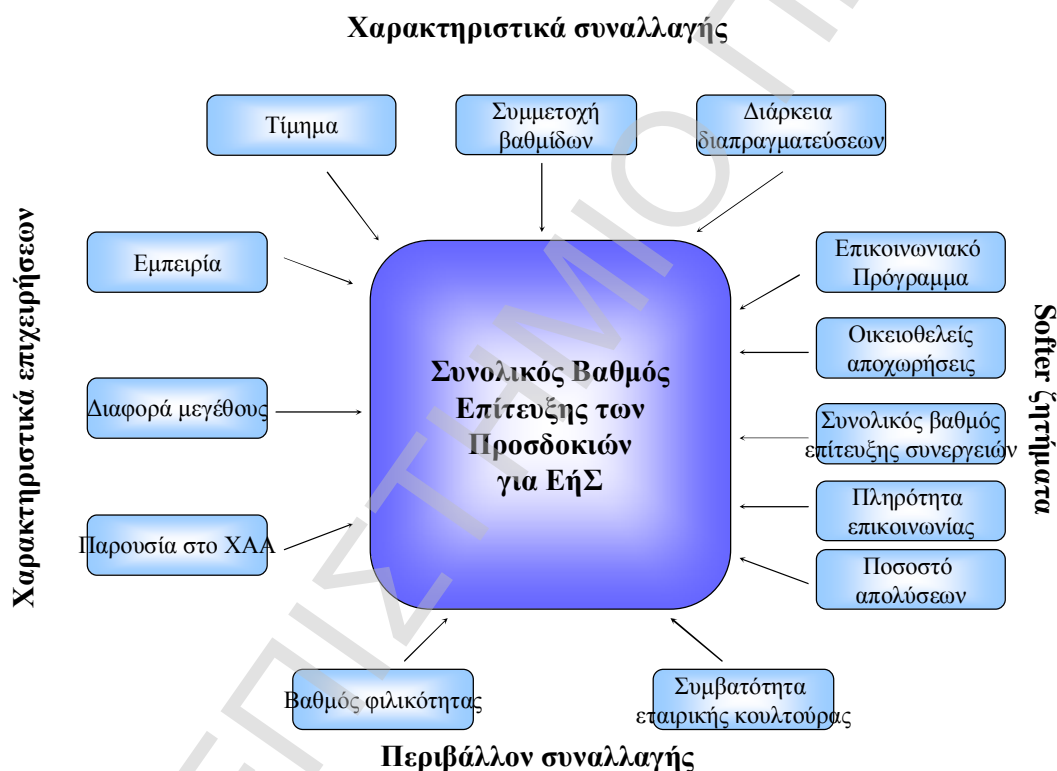 Χαρακτηριστικά συναλλαγής
Τίμημα
Συμμετοχή
βαθμίδων
Διάρκεια
διαπραγματεύσεων
Χαρακτηριστικά επιχειρήσεων
Εμπειρία
Διαφορά μεγέθους
Παρουσία στο ΧΑΑ
Συνολικός Βαθμός
Επίτευξης των
Προσδοκιών
για ΕήΣ
Επικοινωνιακό
Πρόγραμμα
Οικειοθελείς
αποχωρήσεις
Συνολικός βαθμός
επίτευξης συνεργειών
Πληρότητα
επικοινωνίας
Ποσοστό
απολύσεων
Softer ζητήματα
Βαθμός φιλικότητας
Συμβατότητα
εταιρικής κουλτούρας
Περιβάλλον συναλλαγής